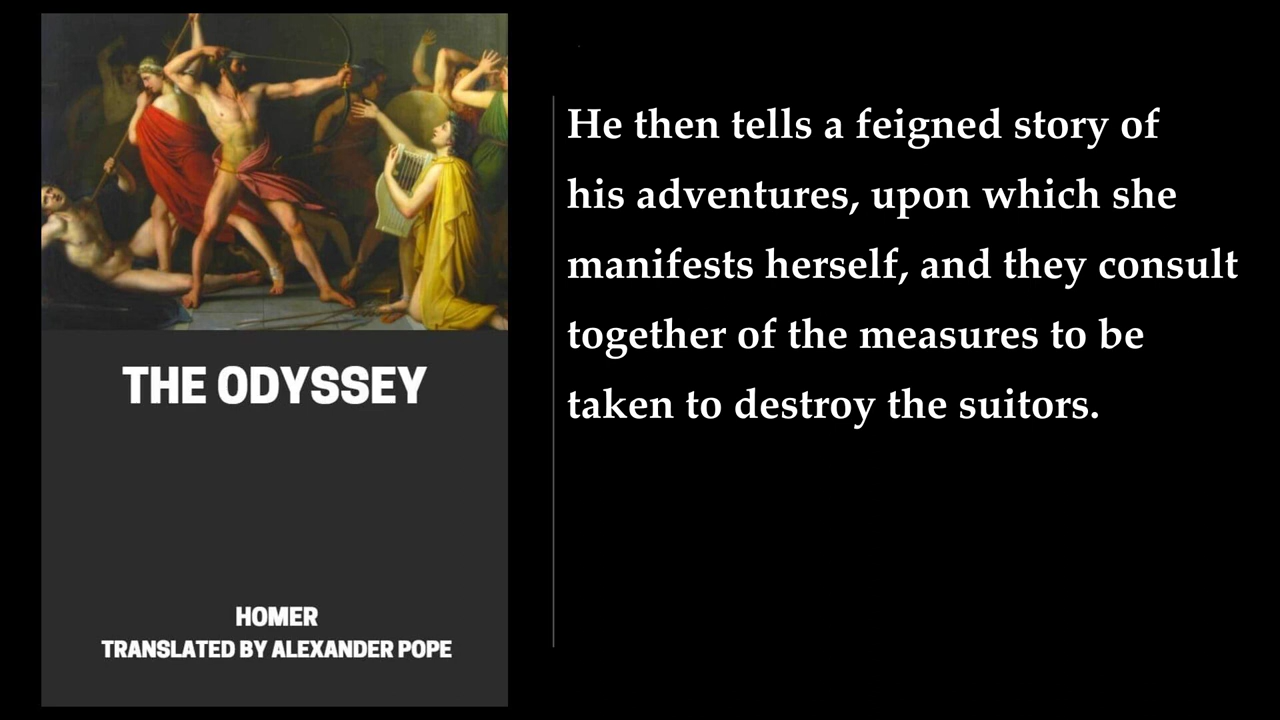 THE ODYSSEY
HOMER
TRANSLATED BY ALEXANDER POPE
He then tells a feigned story of
his adventures, upon which she
manifests herself, and they consult
together of the measures to be
taken to destroy the suitors.